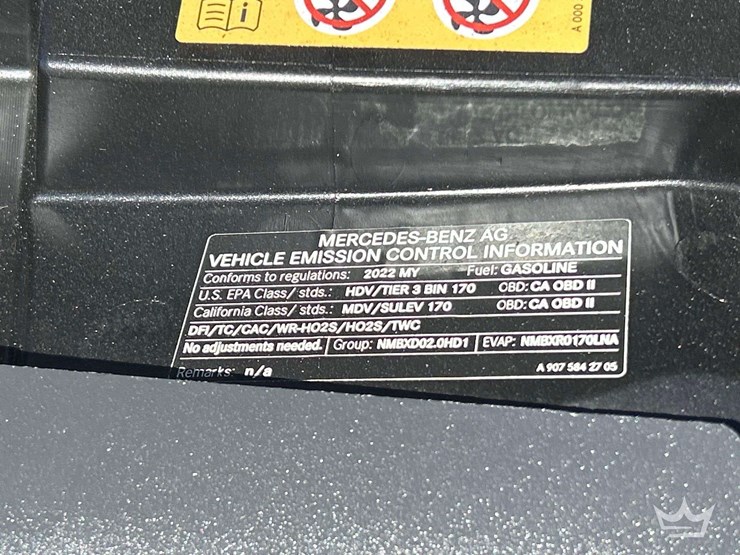 A 000
MERCEDES-BENZ AG
VEHICLE EMISSION CONTROL INFORMATION
Conforms to regulations: 2022 MY Fuel: GASOLINE
U.S. EPA Class/ stds.: HDV/TIER 3 BIN 170 OBD: CA OBD II
California Class/ stds.: MDV/SULEV 170 OBD: CA OBD II
DFI/TC/CAC/WR-HO2S/HO2S/TWC
No adjustments needed. Group: NMBXD02.0HD1 EVAP: NMBXR0170LNA
Remarks: n/a A 907 584 27 05